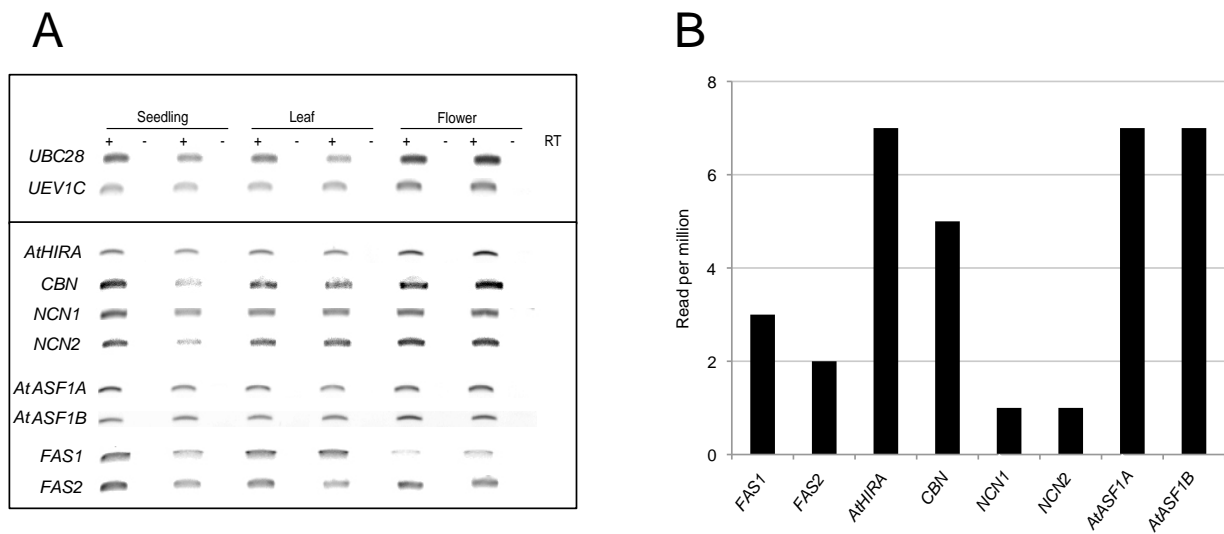 A
Seedling Leaf Flower
+ - + - + - + - + - + - RT
UBC28
UEV1C
AtHIRA
CBN
NCN1
NCN2
AtASF1A
AtASF1B
FAS1
FAS2
B
8
6
4
2
0
Read per million
FAS1
FAS2
AtHIRA
CBN
NCN1
NCN2
AtASF1A
AtASF1B